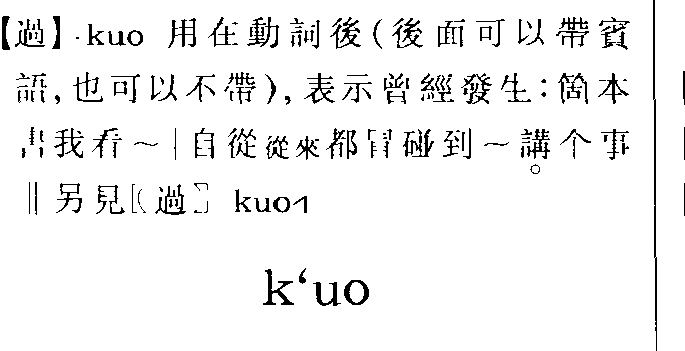 【過】·kuo 用在動詞後(後面可以帶賓
語,也可以不帶),表示曾經發生:箇本
書我看～|自從從來都冒碰到～講个事
‖另見〖過〗kuo˧
k‘uo